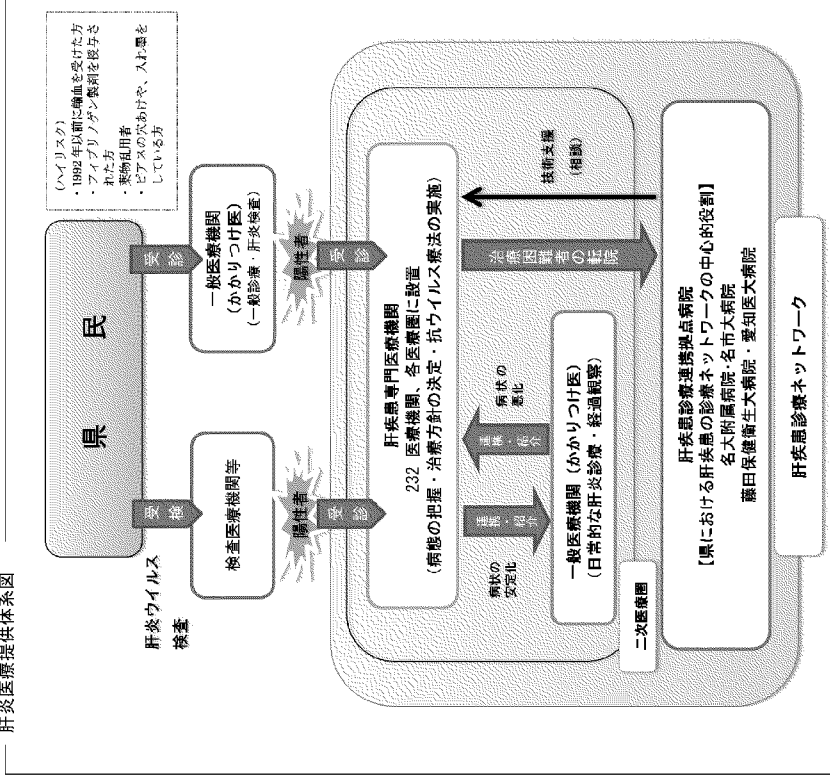 肝炎医療提供体系図
県　民
(ハイリスク)
・1992年以前に輸血を受けた方
・フィブリノゲン製剤を投与さ
れた方
・薬物乱用者
・ピアスの穴あけや、入れ墨を
している方
受検
肝炎ウイルス
検査
受診
検査医療機関等
一般医療機関
(かかりつけ医)
(一般診療・肝炎検査)
陽性者
陽性者
受診
受診
肝疾患専門医療機関
232 医療機関、各医療圏に設置
(病態の把握・治療方針の決定・抗ウイルス療法の実施)
病状の
安定化
連携・紹介
連携・紹介
病状の
悪化
治療困難者の転院
技術支援
(相談)
一般医療機関(かかりつけ医)
(日常的な肝炎診療・経過観察)
二次医療圏
肝疾患診療連携拠点病院
【県における肝疾患の診療ネットワークの中心的役割】
名大附属病院・名市大病院
藤田保健衛生大病院・愛知医大病院
肝疾患診療ネットワーク